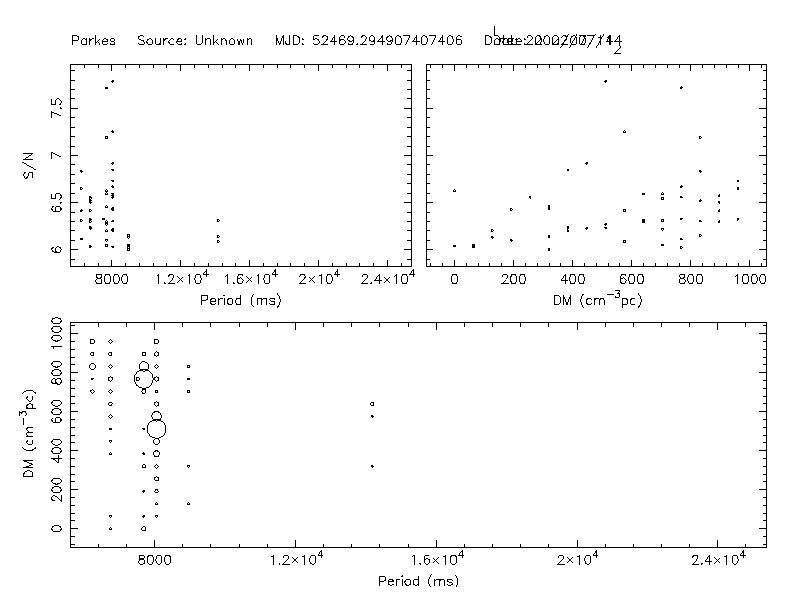 Parkes Source: Unknown MJD: 52469.294907407406
S/N
6 6.5 7 7.5
8000 1.2×10⁴ 1.6×10⁴ 2×10⁴ 2.4×10⁴
Period (ms)
0 200 400 600 800 1000
DM (cm⁻³pc)
DM (cm⁻³pc)
0 200 400 600 800 1000
8000 1.2×10⁴ 1.6×10⁴ 2×10⁴ 2.4×10⁴
Period (ms)